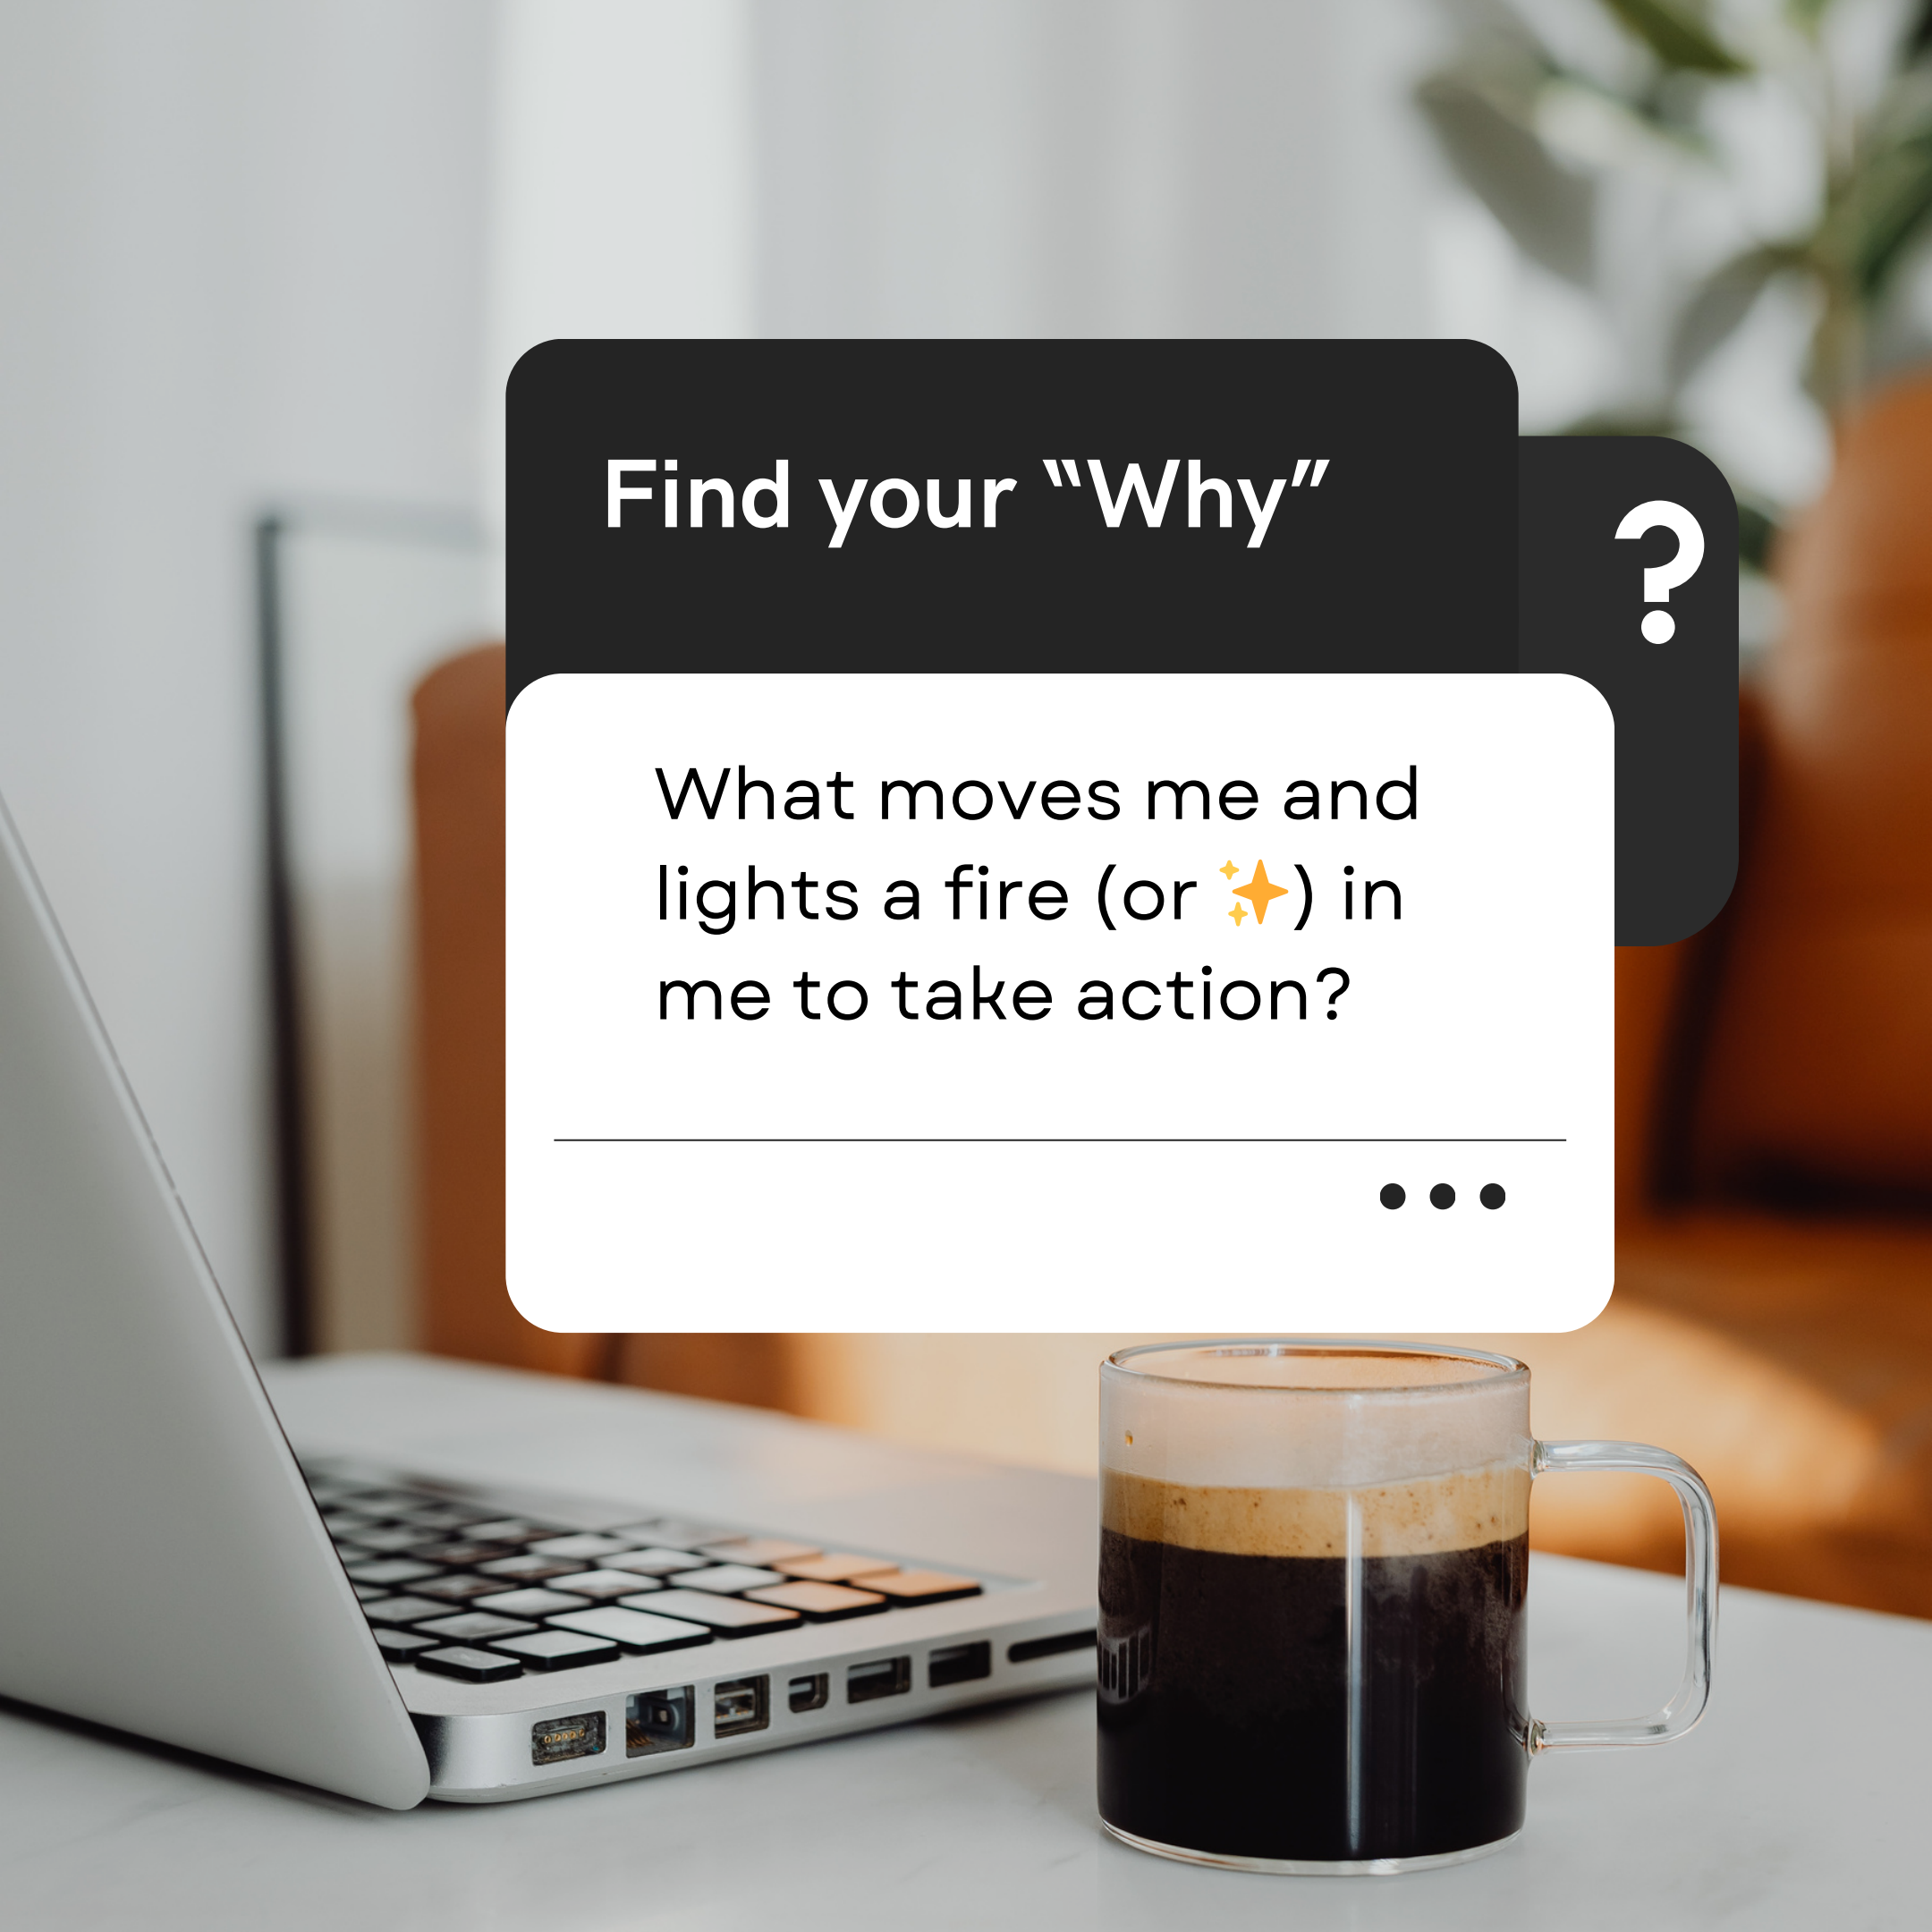 Find your “Why”
?
What moves me and
lights a fire (or ✨) in
me to take action?